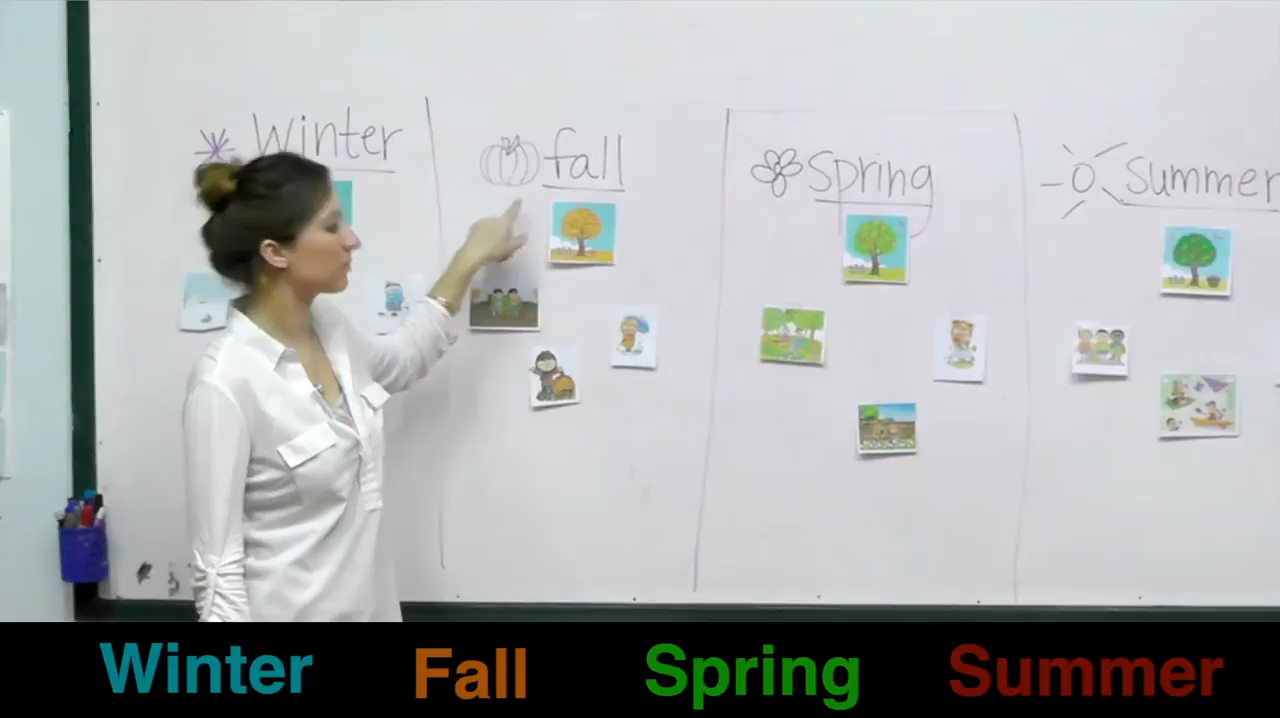 Winter
fall
Spring
Summer
Winter Fall Spring Summer